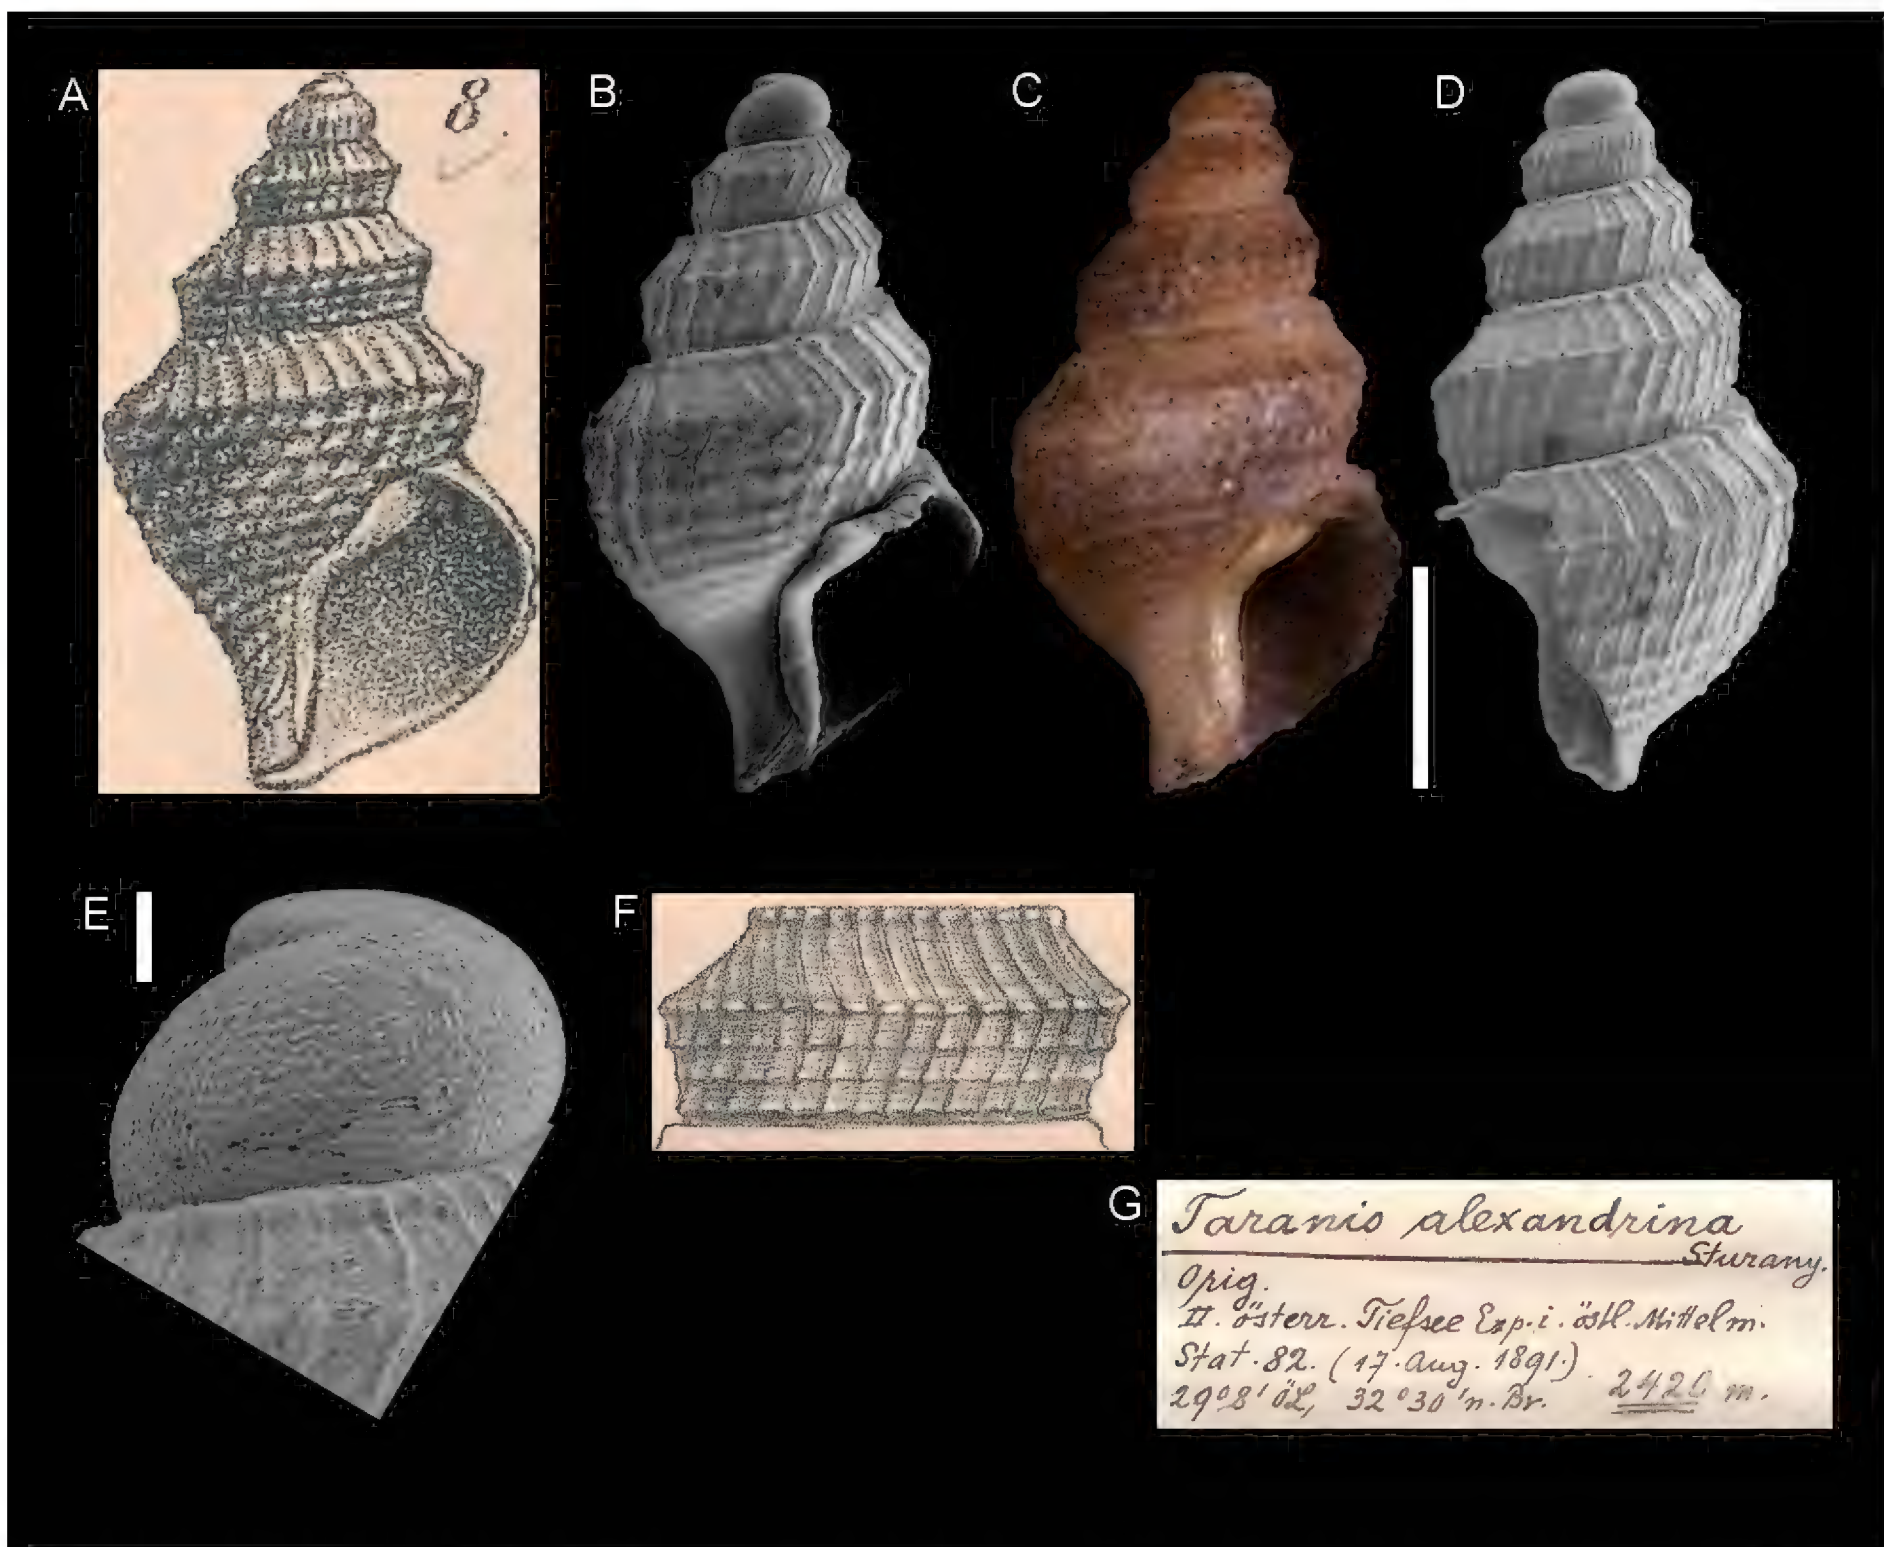 A
8.
B
C
D
E
F
G
Taranis alexandrina
Sturany.
Orig.
II. österr. Tiefsee Exp. i. östl. Mittelm.
Stat. 82. (17. Aug. 1891.)
29°8' ÖL, 32°30' n. Br. 2420 m.